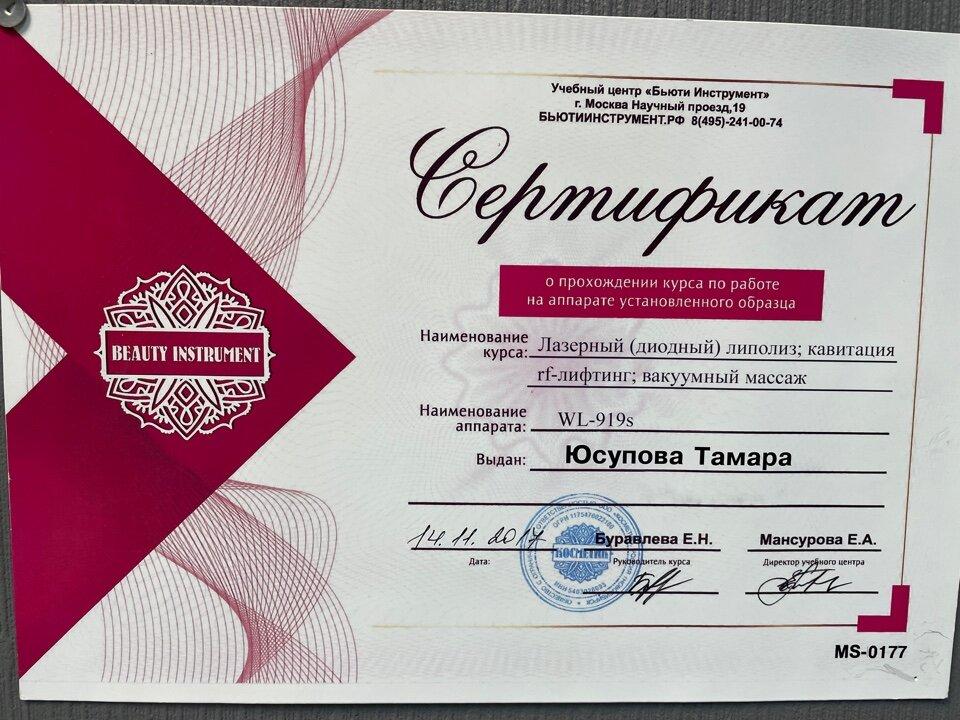 Учебный центр «Бьюти Инструмент»
г. Москва Научный проезд,19
БЬЮТИИНСТРУМЕНТ.РФ 8(495)-241-00-74
Сертификат
о прохождении курса по работе
на аппарате установленного образца
BEAUTY INSTRUMENT
Наименование курса: Лазерный (диодный) липолиз; кавитация
rf-лифтинг; вакуумный массаж
Наименование аппарата: WL-919s
Выдан: Юсупова Тамара
14.11.2017 Буравлева Е.Н. Мансурова Е.А.
Дата: Руководитель курса Директор учебного центра
КОСМЕТИК
MS-0177